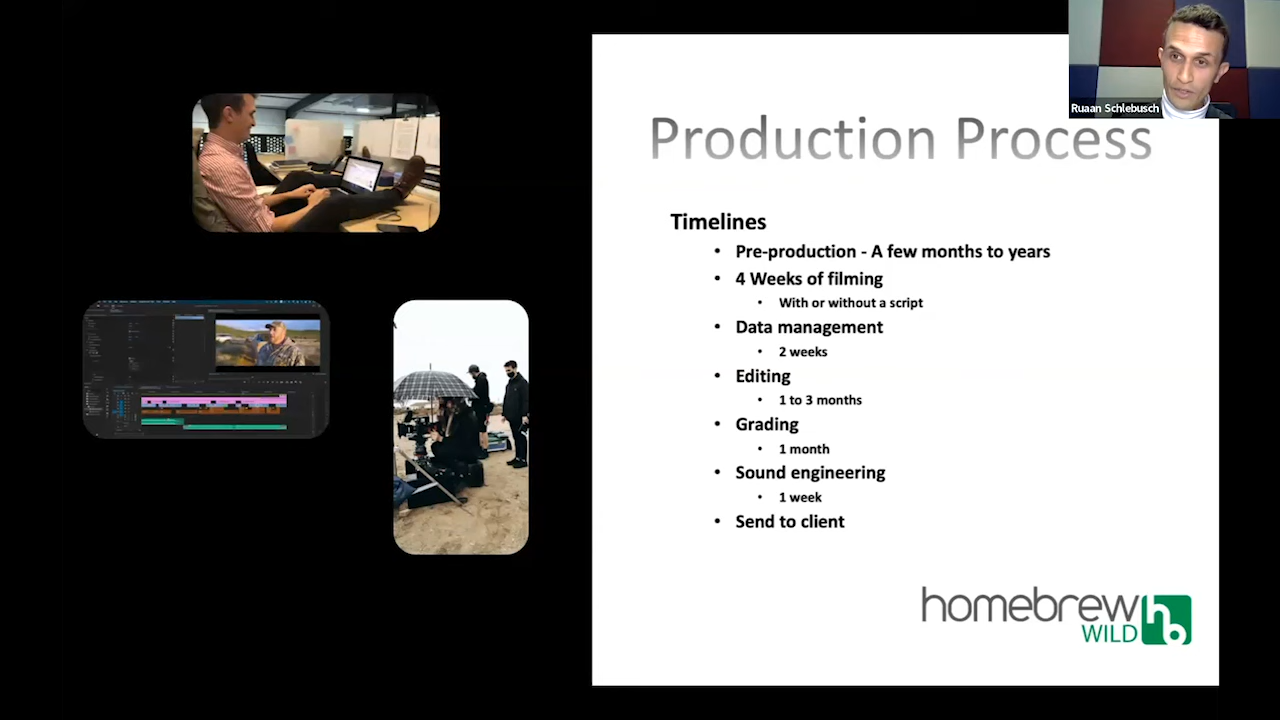 Ruaan Schlebusch
Production Process
Timelines
• Pre-production - A few months to years
• 4 Weeks of filming
• With or without a script
• Data management
• 2 weeks
• Editing
• 1 to 3 months
• Grading
• 1 month
• Sound engineering
• 1 week
• Send to client
homebrew hb
WILD